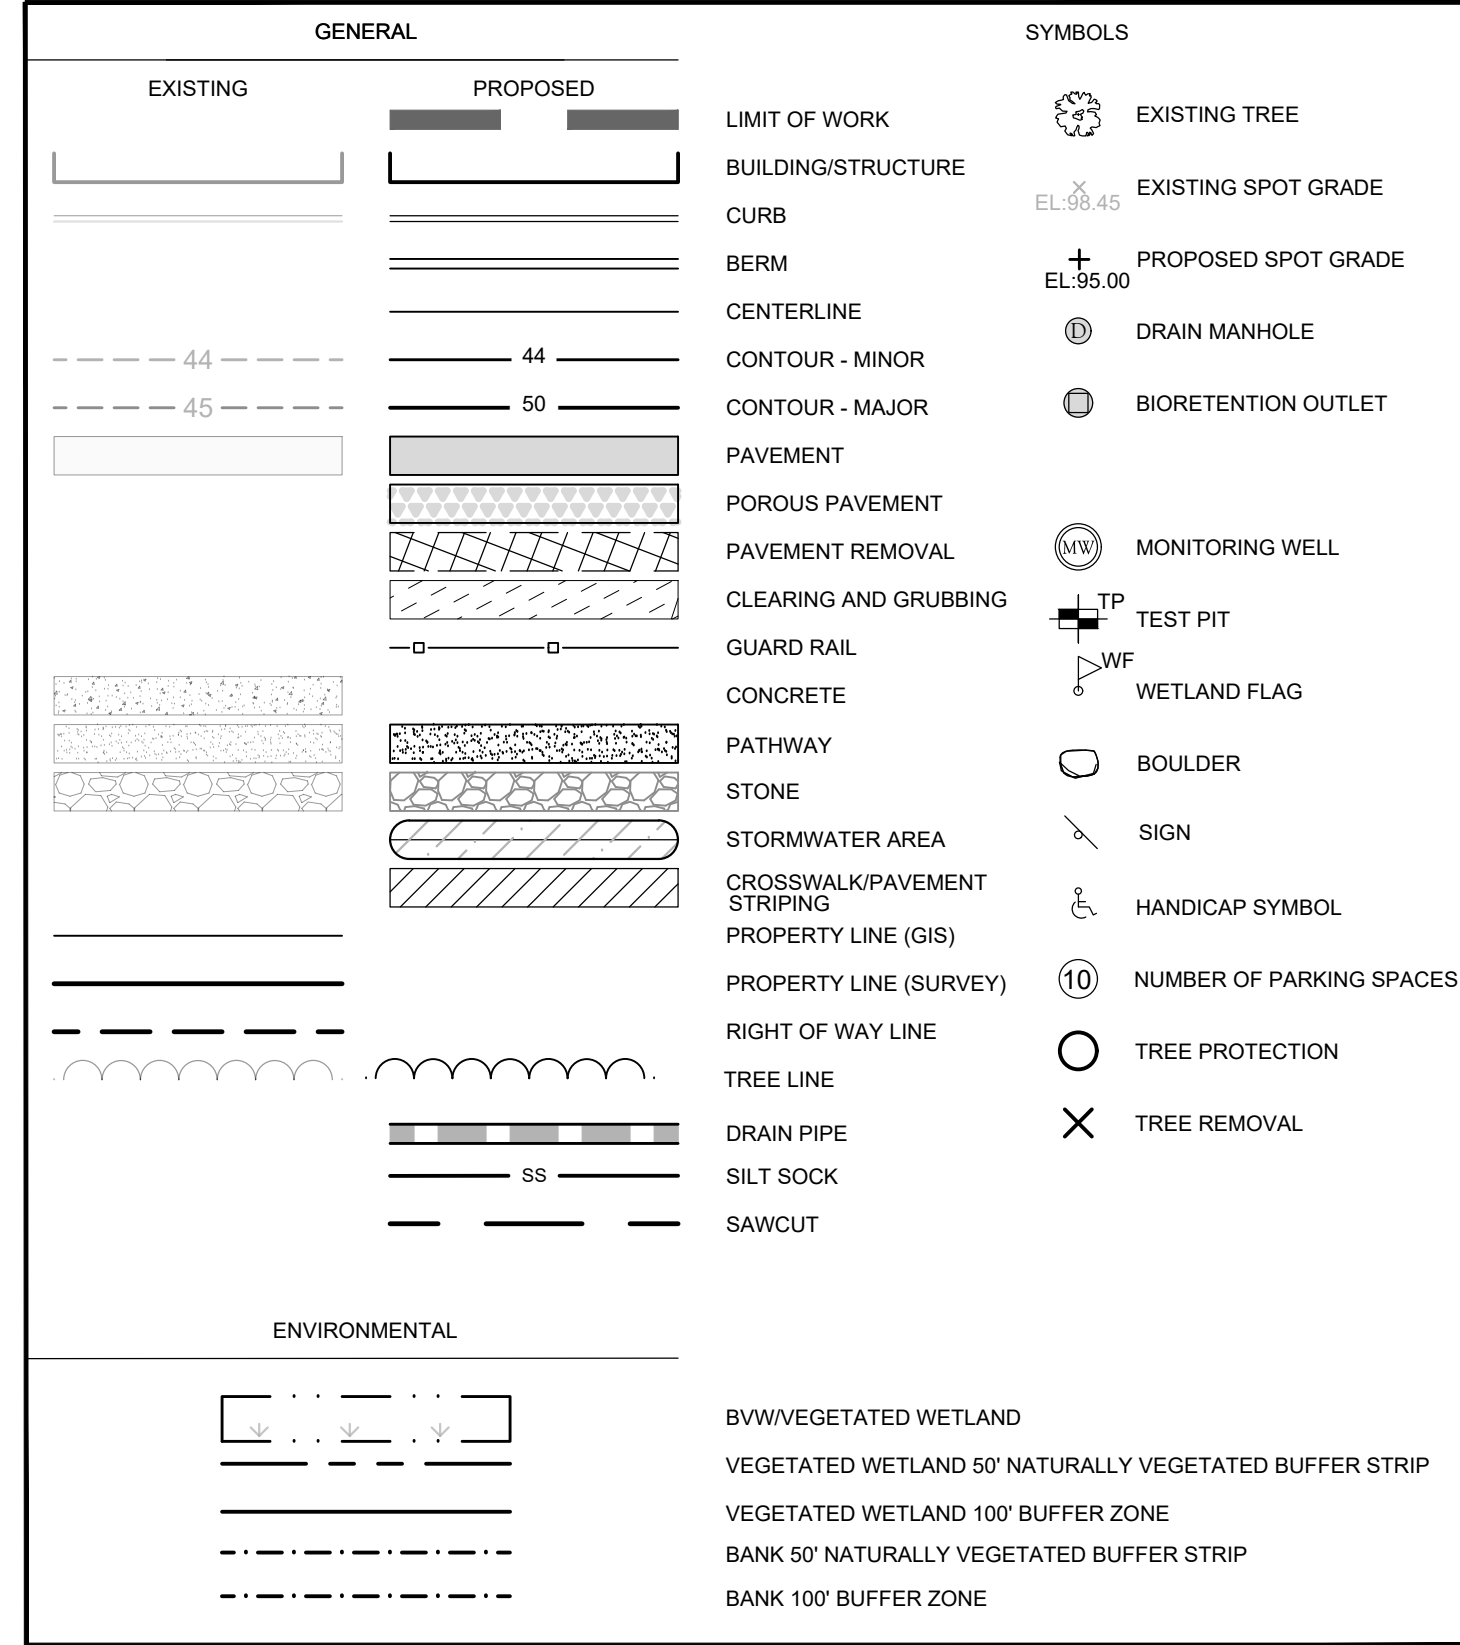 GENERAL
EXISTING
PROPOSED
LIMIT OF WORK
BUILDING/STRUCTURE
CURB
BERM
CENTERLINE
44
44
CONTOUR - MINOR
45
50
CONTOUR - MAJOR
PAVEMENT
POROUS PAVEMENT
PAVEMENT REMOVAL
CLEARING AND GRUBBING
GUARD RAIL
CONCRETE
PATHWAY
STONE
STORMWATER AREA
CROSSWALK/PAVEMENT
STRIPING
PROPERTY LINE (GIS)
PROPERTY LINE (SURVEY)
RIGHT OF WAY LINE
TREE LINE
DRAIN PIPE
SS
SILT SOCK
SAWCUT
SYMBOLS
EXISTING TREE
EL:98.45
EXISTING SPOT GRADE
EL:95.00
PROPOSED SPOT GRADE
D
DRAIN MANHOLE
BIORETENTION OUTLET
MW
MONITORING WELL
TP
TEST PIT
WF
WETLAND FLAG
BOULDER
SIGN
HANDICAP SYMBOL
10
NUMBER OF PARKING SPACES
TREE PROTECTION
TREE REMOVAL
ENVIRONMENTAL
BVW/VEGETATED WETLAND
VEGETATED WETLAND 50' NATURALLY VEGETATED BUFFER STRIP
VEGETATED WETLAND 100' BUFFER ZONE
BANK 50' NATURALLY VEGETATED BUFFER STRIP
BANK 100' BUFFER ZONE